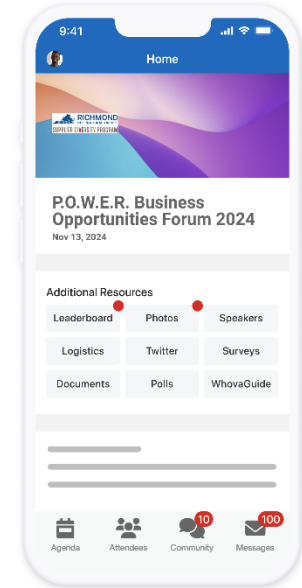 9:41
Home
RICHMOND
SUPPLIER DIVERSITY PROGRAM
P.O.W.E.R. Business
Opportunities Forum 2024
Nov 13, 2024
Additional Resources
Leaderboard Photos Speakers
Logistics Twitter Surveys
Documents Polls WhovaGuide
10 100
Agenda Attendees Community Messages